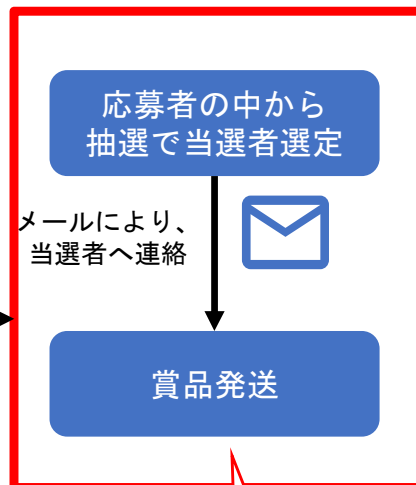 応募者の中から
抽選で当選者選定
メールにより、
当選者へ連絡
賞品発送